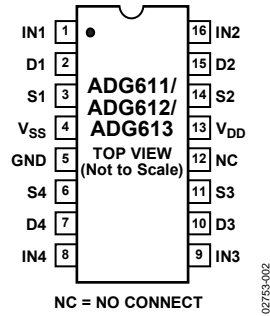 IN1 1 16 IN2
D1 2 15 D2
S1 3 ADG611/ 14 S2
VSS 4 ADG612/ 13 VDD
ADG613
GND 5 TOP VIEW 12 NC
(Not to Scale)
S4 6 11 S3
D4 7 10 D3
IN4 8 9 IN3
NC = NO CONNECT
02753-002